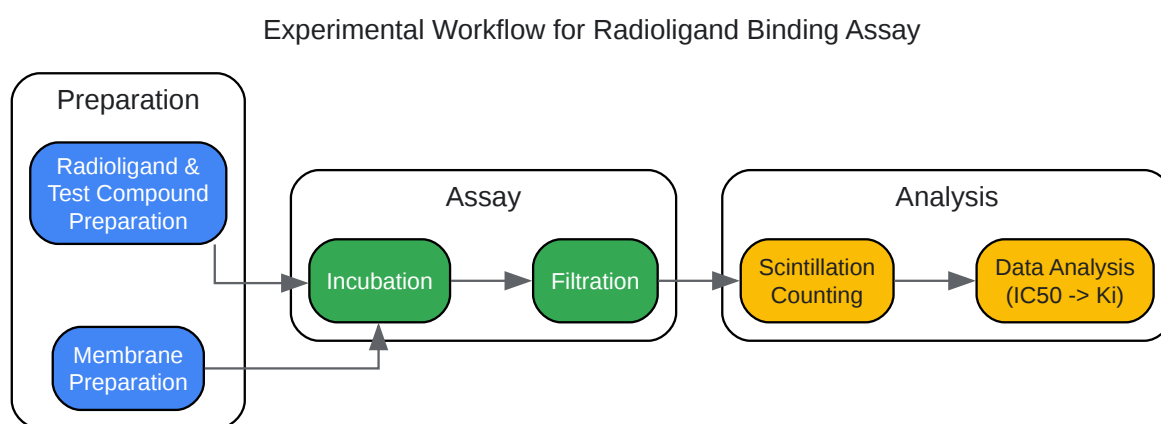 Experimental Workflow for Radioligand Binding Assay
Preparation
Radioligand &
Test Compound
Preparation
Membrane
Preparation
Assay
Incubation
Filtration
Analysis
Scintillation
Counting
Data Analysis
(IC50 -> Ki)